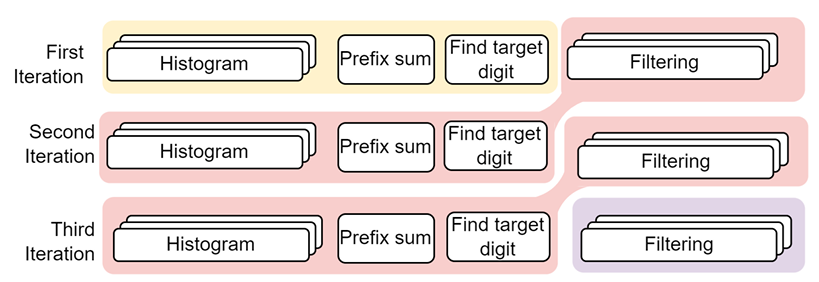 First
Iteration
Histogram
Prefix sum
Find target
digit
Filtering
Second
Iteration
Histogram
Prefix sum
Find target
digit
Filtering
Third
Iteration
Histogram
Prefix sum
Find target
digit
Filtering